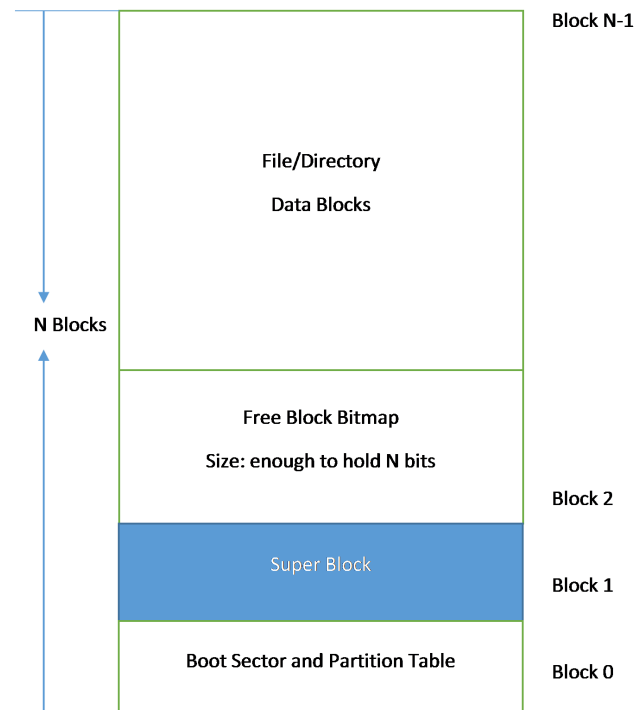 Block N-1
File/Directory
Data Blocks
N Blocks
Free Block Bitmap
Size: enough to hold N bits
Block 2
Super Block
Block 1
Boot Sector and Partition Table
Block 0